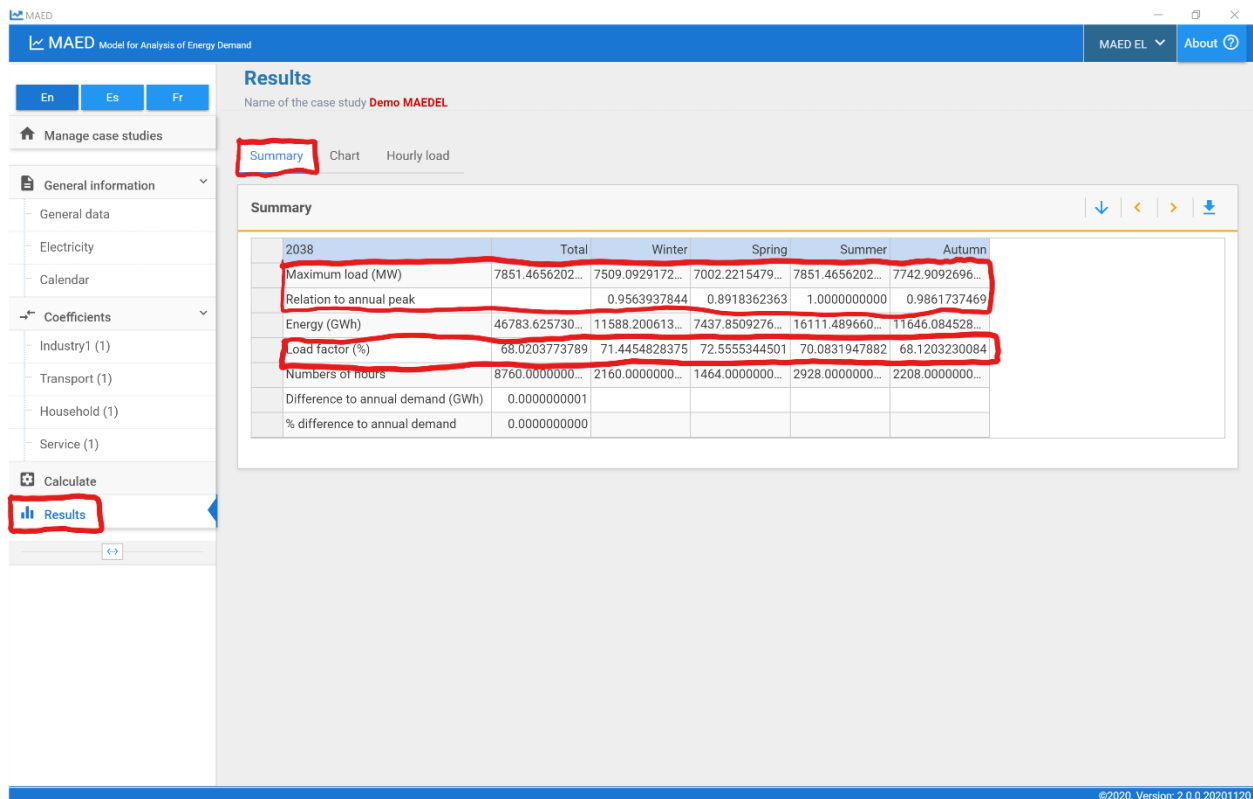 MAED
MAED Model for Analysis of Energy Demand MAED EL About ?
En Es Fr
Manage case studies
General information
General data
Electricity
Calendar
Coefficients
Industry1 (1)
Transport (1)
Household (1)
Service (1)
Calculate
Results
Results
Name of the case study Demo MAEDEL
Summary Chart Hourly load
Summary
2038 Total Winter Spring Summer Autumn
Maximum load (MW) 7851.4656202... 7509.0929172... 7002.2215479... 7851.4656202... 7742.9092696...
Relation to annual peak 0.9563937844 0.8918362363 1.0000000000 0.9861737469
Energy (GWh) 46783.625730... 11588.200613... 7437.8509276... 16111.489660... 11646.084528...
Load factor (%) 68.0203773789 71.4454828375 72.5555344501 70.0831947882 68.1203230084
Numbers of hours 8760.0000000... 2160.0000000... 1464.0000000... 2928.0000000... 2208.0000000...
Difference to annual demand (GWh) 0.0000000001
% difference to annual demand 0.0000000000
©2020, Version: 2.0.0.20201120